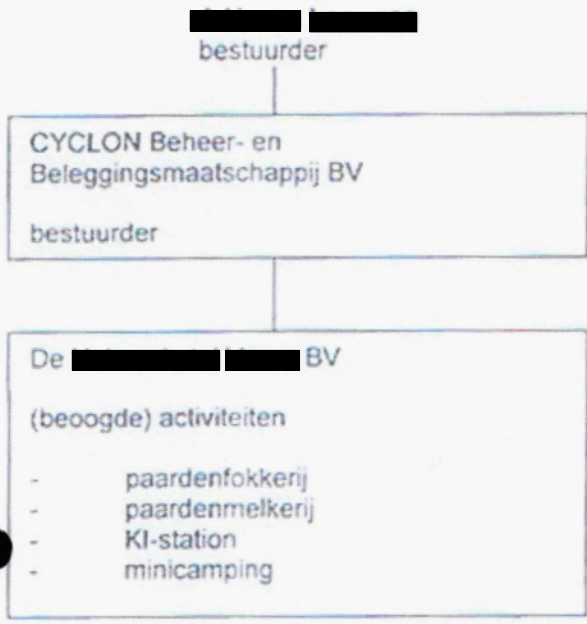 bestuurder
CYCLON Beheer- en
Beleggingsmaatschappij BV
bestuurder
De BV
(beoogde) activiteiten
- paardenfokkerij
- paardenmelkerij
- KI-station
- minicamping